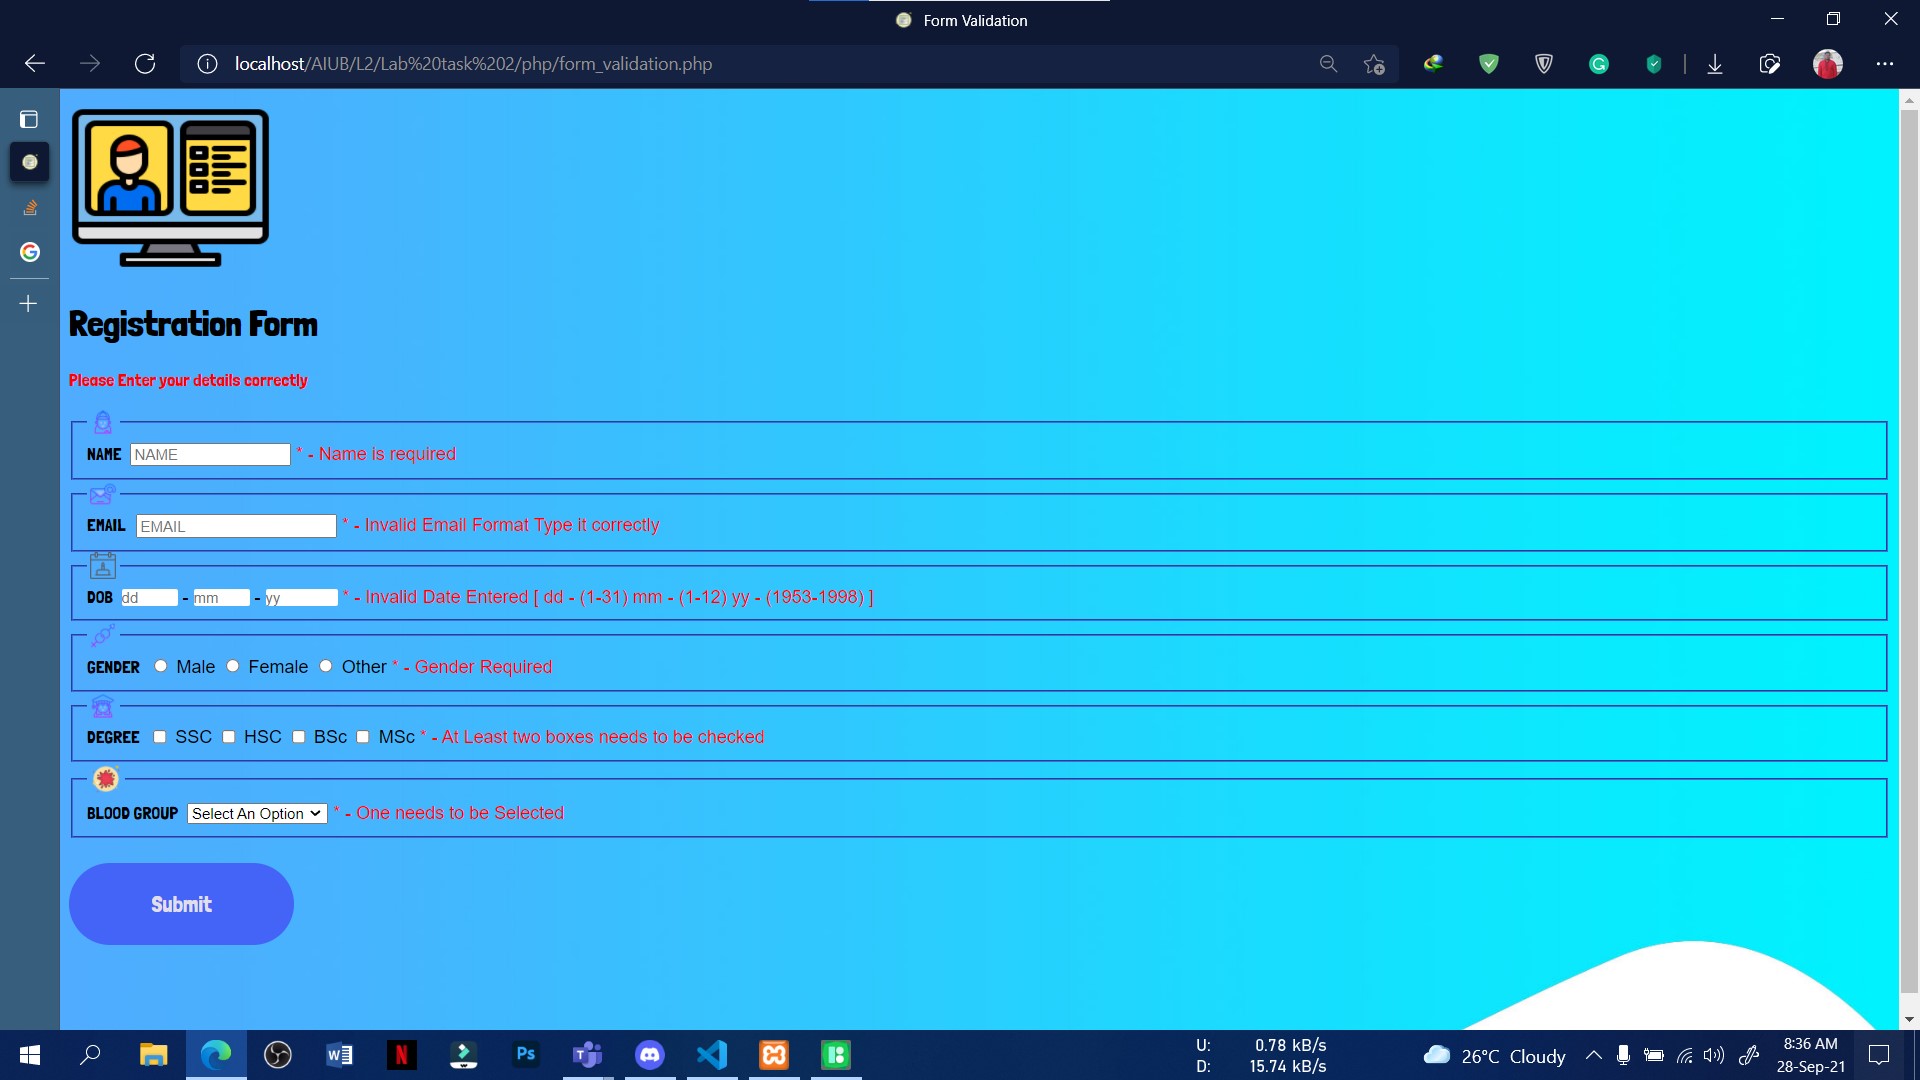 Form Validation
localhost/AIUB/L2/Lab%20task%202/php/form_validation.php
Registration Form
Please Enter your details correctly
NAME NAME * - Name is required
EMAIL EMAIL * - Invalid Email Format Type it correctly
DOB dd - mm - yy * - Invalid Date Entered [ dd - (1-31) mm - (1-12) yy - (1953-1998) ]
GENDER Male Female Other * - Gender Required
DEGREE SSC HSC BSc MSc * - At Least two boxes needs to be checked
BLOOD GROUP Select An Option * - One needs to be Selected
Submit
U: 0.78 kB/s
D: 15.74 kB/s
26°C Cloudy
8:36 AM
28-Sep-21